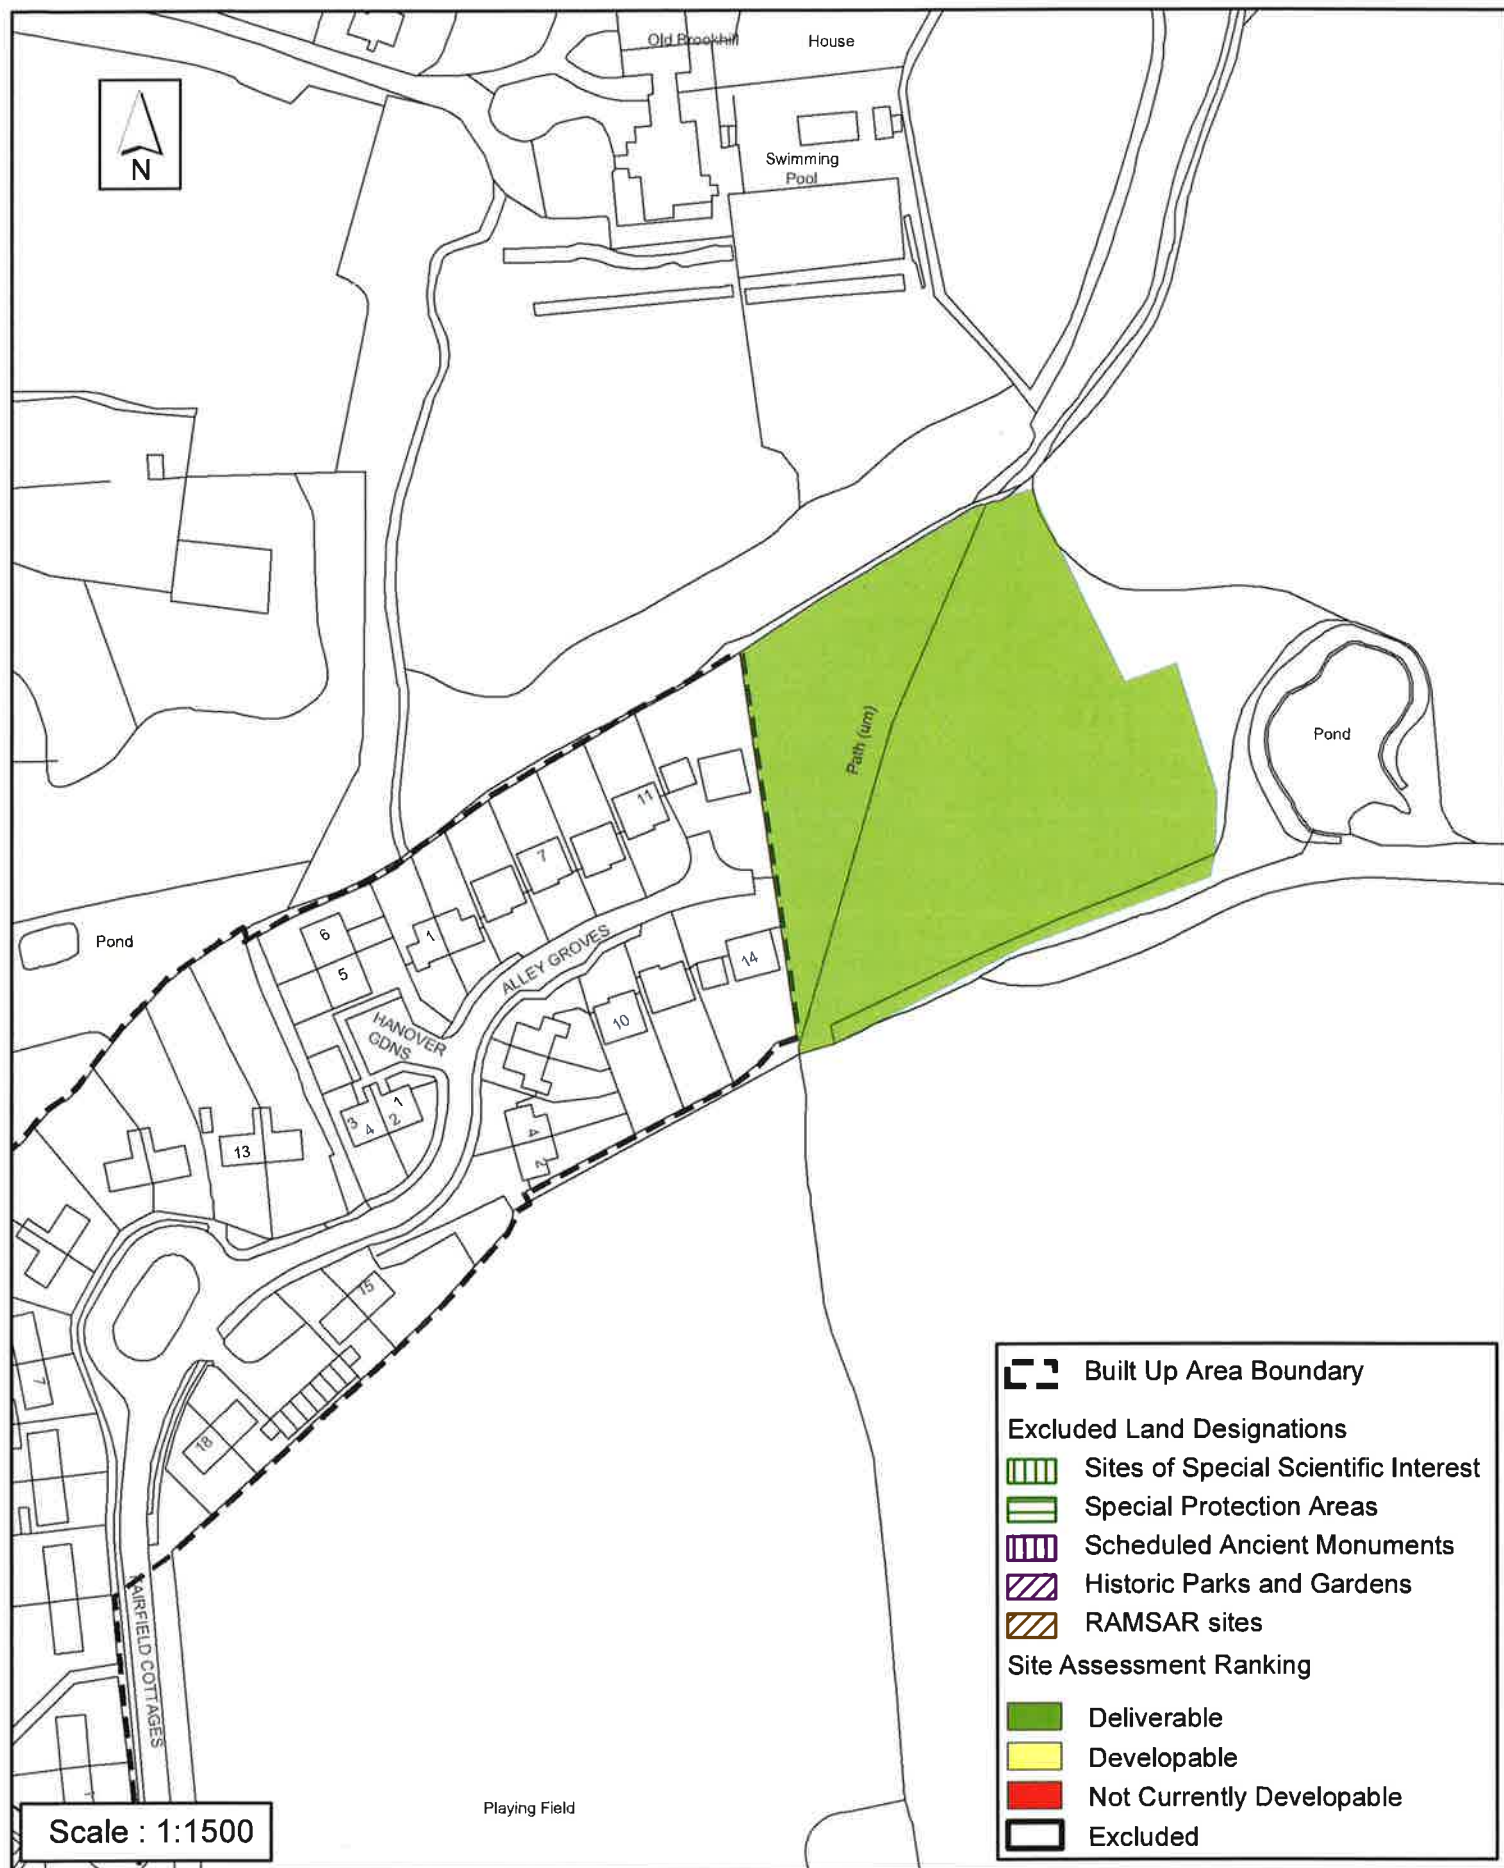 Old Brookhill House
N
Swimming
Pool
Path (um)
Pond
11
7
1
6
5
Pond
ALLEY GROVES
14
10
HANOVER
GDNS
1
3
4
2
13
4
2
15
7
18
FAIRFIELD COTTAGES
1
Playing Field
Scale : 1:1500
Built Up Area Boundary
Excluded Land Designations
Sites of Special Scientific Interest
Special Protection Areas
Scheduled Ancient Monuments
Historic Parks and Gardens
RAMSAR sites
Site Assessment Ranking
Deliverable
Developable
Not Currently Developable
Excluded